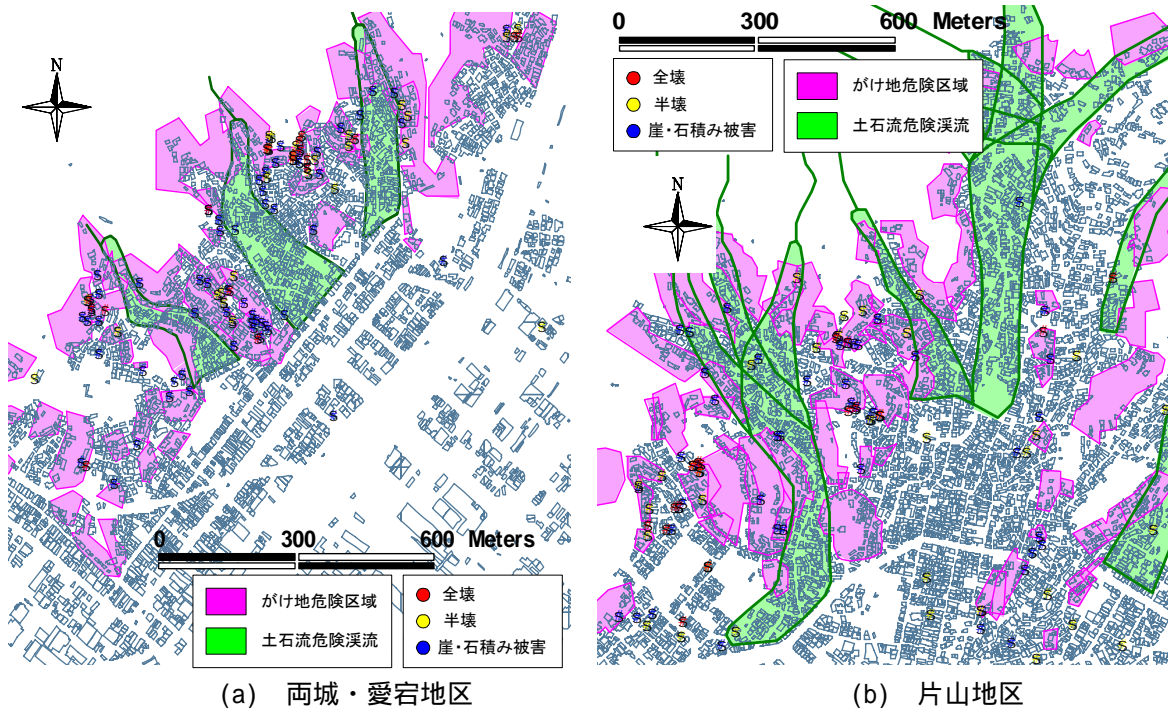 N
0 300 600 Meters
がけ地危険区域
土石流危険渓流
全壊
半壊
崖・石積み被害
(a) 両城・愛宕地区
0 300 600 Meters
全壊
半壊
崖・石積み被害
がけ地危険区域
土石流危険渓流
N
(b) 片山地区